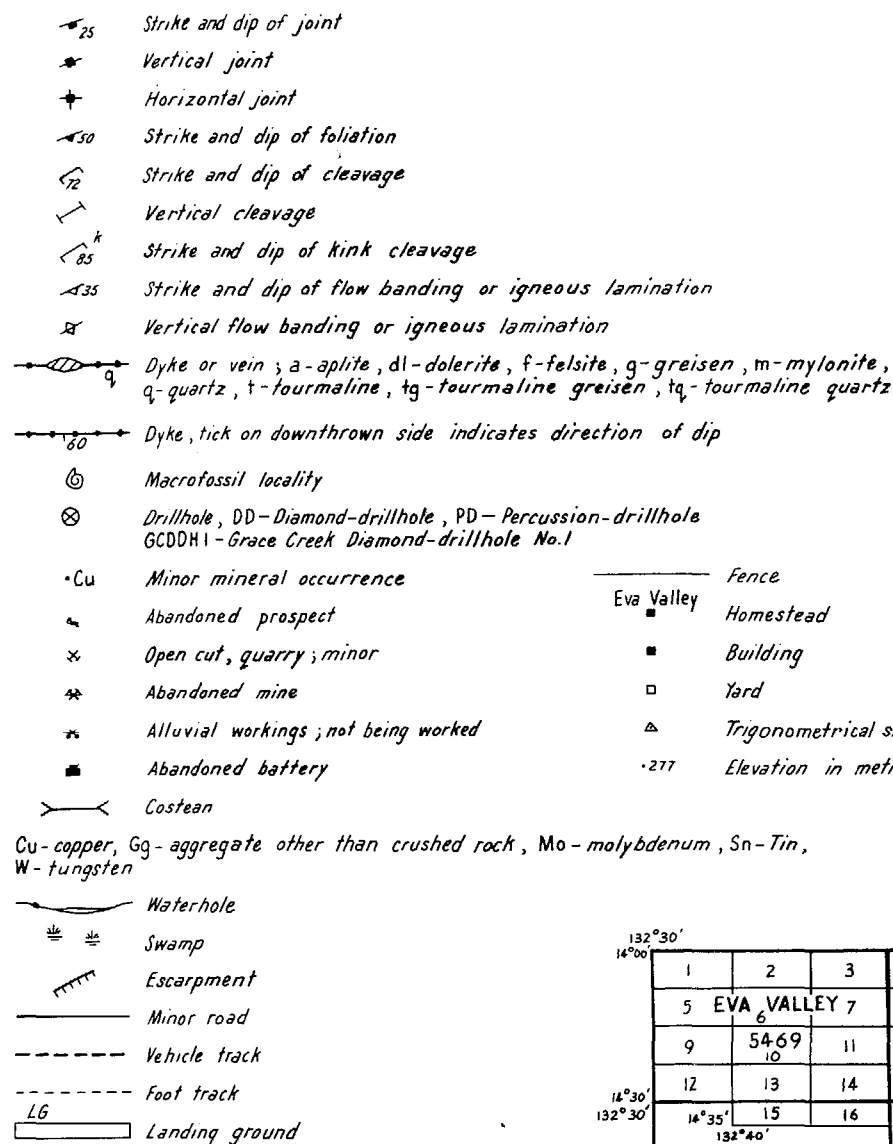 25 Strike and dip of joint
Vertical joint
Horizontal joint
50 Strike and dip of foliation
72 Strike and dip of cleavage
Vertical cleavage
k
85 Strike and dip of kink cleavage
35 Strike and dip of flow banding or igneous lamination
Vertical flow banding or igneous lamination
q Dyke or vein ; a-aplite, dl-dolerite, f-felsite, g-greisen, m-mylonite,
q-quartz, t-tourmaline, tg-tourmaline greisen, tq-tourmaline quartz
60 Dyke, tick on downthrown side indicates direction of dip
Macrofossil locality
Drillhole, DD-Diamond-drillhole, PD-Percussion-drillhole
GCDDH1-Grace Creek Diamond-drillhole No.1
·Cu Minor mineral occurrence
Abandoned prospect
Open cut, quarry ; minor
Abandoned mine
Alluvial workings ; not being worked
Abandoned battery
Costean
Fence
Eva Valley
Homestead
Building
Yard
Trigonometrical s
·277 Elevation in met
Cu-copper, Gg-aggregate other than crushed rock, Mo-molybdenum, Sn-Tin,
W-tungsten
Waterhole
Swamp
Escarpment
Minor road
Vehicle track
Foot track
LG
Landing ground
132°30'
14°00'
1 2 3
5 EVA VALLEY 7
6
9 5469 11
10
12 13 14
14°30'
132°30' 14°35' 15 16
132°40'